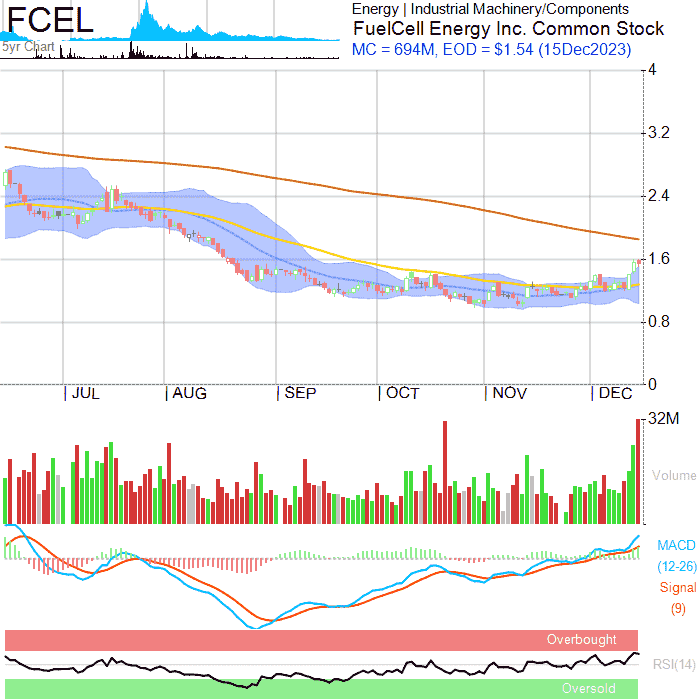 FCEL
5yr Chart
Energy | Industrial Machinery/Components
FuelCell Energy Inc. Common Stock
MC = 694M, EOD = $1.54 (15Dec2023)
4
3.2
2.4
1.6
0.8
0
JUL AUG SEP OCT NOV DEC
32M
Volume
MACD
(12-26)
Signal
(9)
Overbought
RSI(14)
Oversold